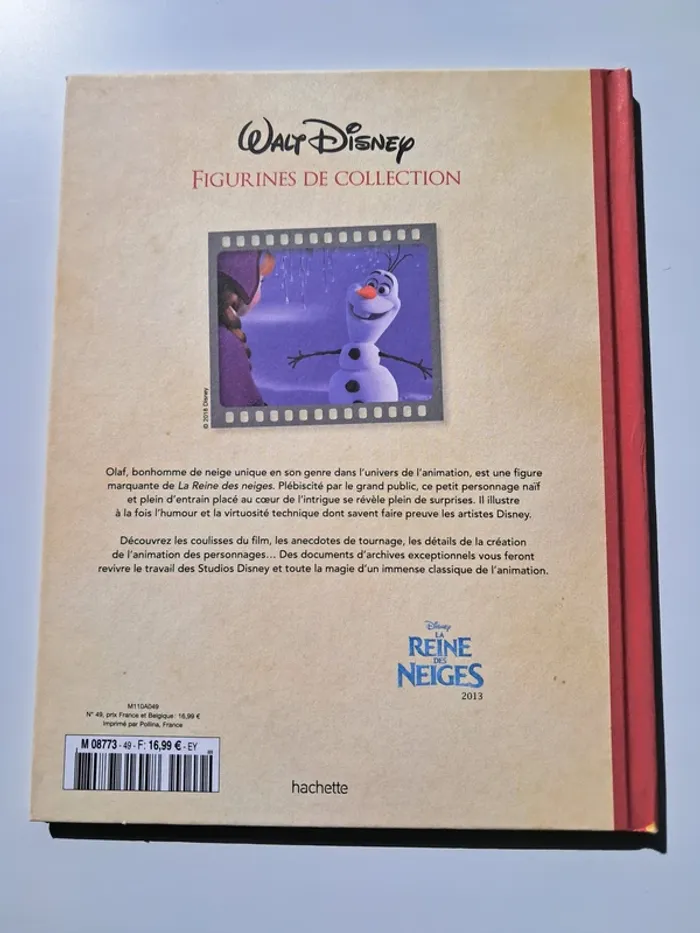 WALT DISNEY
FIGURINES DE COLLECTION
© 2018 Disney
Olaf, bonhomme de neige unique en son genre dans l'univers de l'animation, est une figure
marquante de La Reine des neiges. Plébiscité par le grand public, ce petit personnage naïf
et plein d'entrain placé au cœur de l'intrigue se révèle plein de surprises. Il illustre
à la fois l'humour et la virtuosité technique dont savent faire preuve les artistes Disney.
Découvrez les coulisses du film, les anecdotes de tournage, les détails de la création
de l'animation des personnages... Des documents d'archives exceptionnels vous feront
revivre le travail des Studios Disney et toute la magie d'un immense classique de l'animation.
Disney
LA
REINE
DES
NEIGES
2013
M110A049
N° 49, prix France et Belgique : 16,99 €
Imprimé par Pollina, France
M 08773 - 49 - F: 16,99 € - EY
hachette